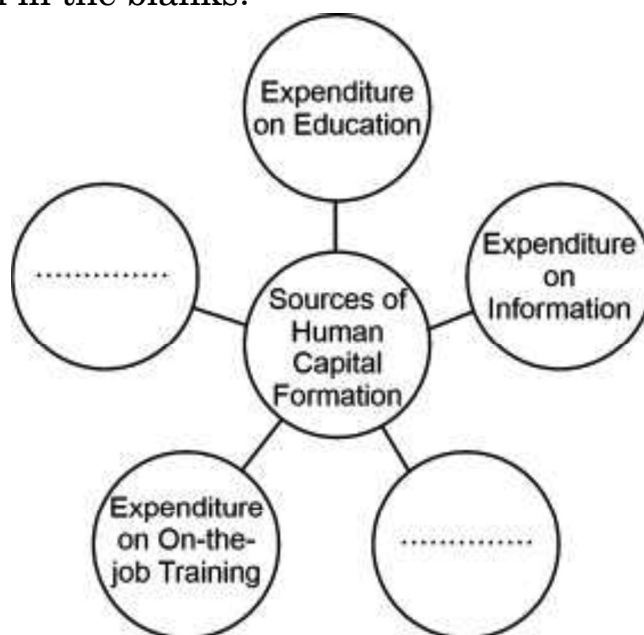 in the blanks.
Expenditure
on Education
..............
Expenditure
on
Information
Sources of
Human
Capital
Formation
Expenditure
on On-the-
job Training
..............